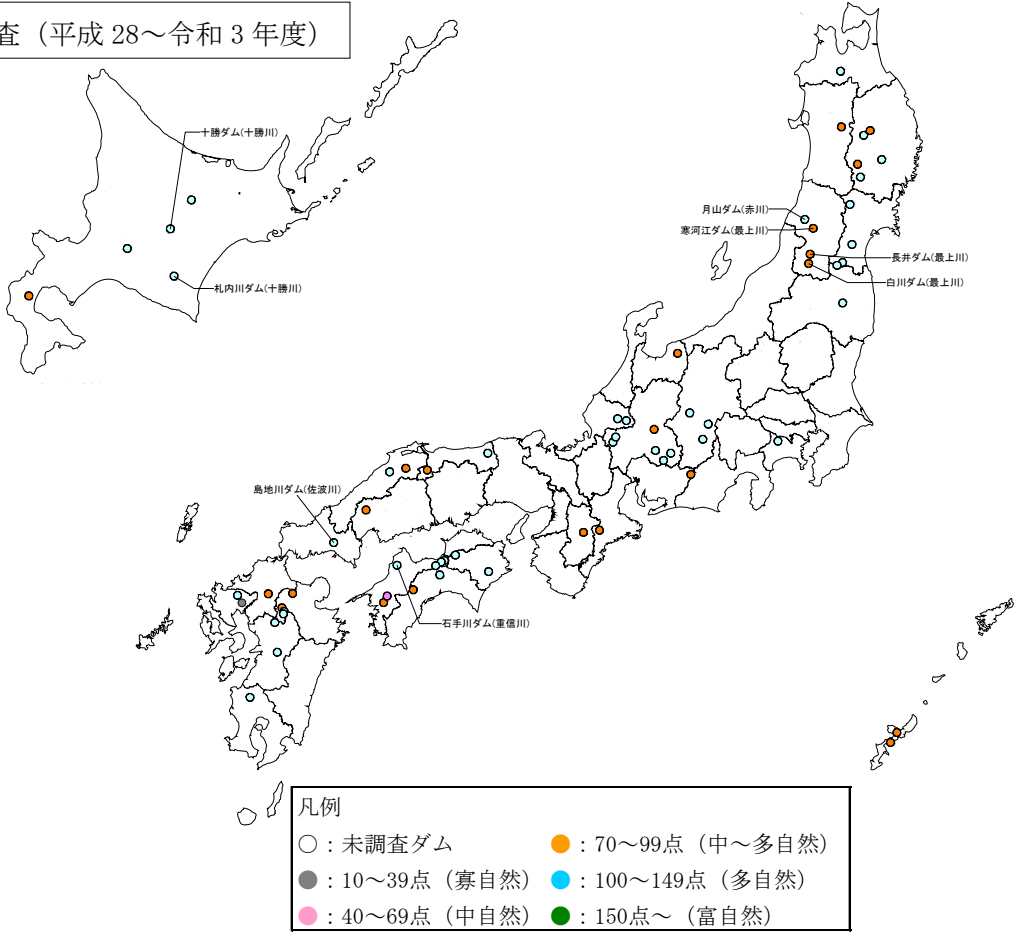 査（平成 28～令和 3 年度）
十勝ダム(十勝川)
札内川ダム(十勝川)
月山ダム(赤川)
寒河江ダム(最上川)
長井ダム(最上川)
白川ダム(最上川)
島地川ダム(佐波川)
石手川ダム(重信川)
凡例
○：未調査ダム
●：70～99点（中～多自然）
●：10～39点（寡自然）
●：100～149点（多自然）
●：40～69点（中自然）
●：150点～（富自然）